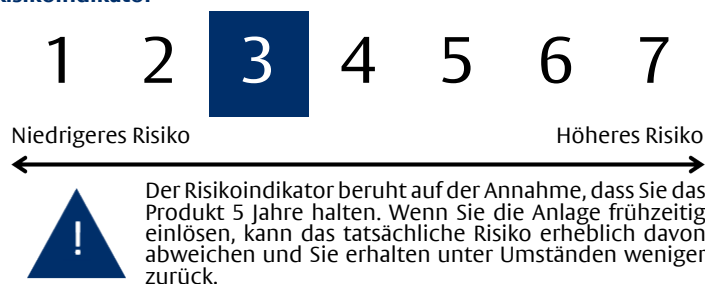 Risikoindikator
1 2 3 4 5 6 7
Niedrigeres Risiko Höheres Risiko
!
Der Risikoindikator beruht auf der Annahme, dass Sie das
Produkt 5 Jahre halten. Wenn Sie die Anlage frühzeitig
einlösen, kann das tatsächliche Risiko erheblich davon
abweichen und Sie erhalten unter Umständen weniger
zurück.